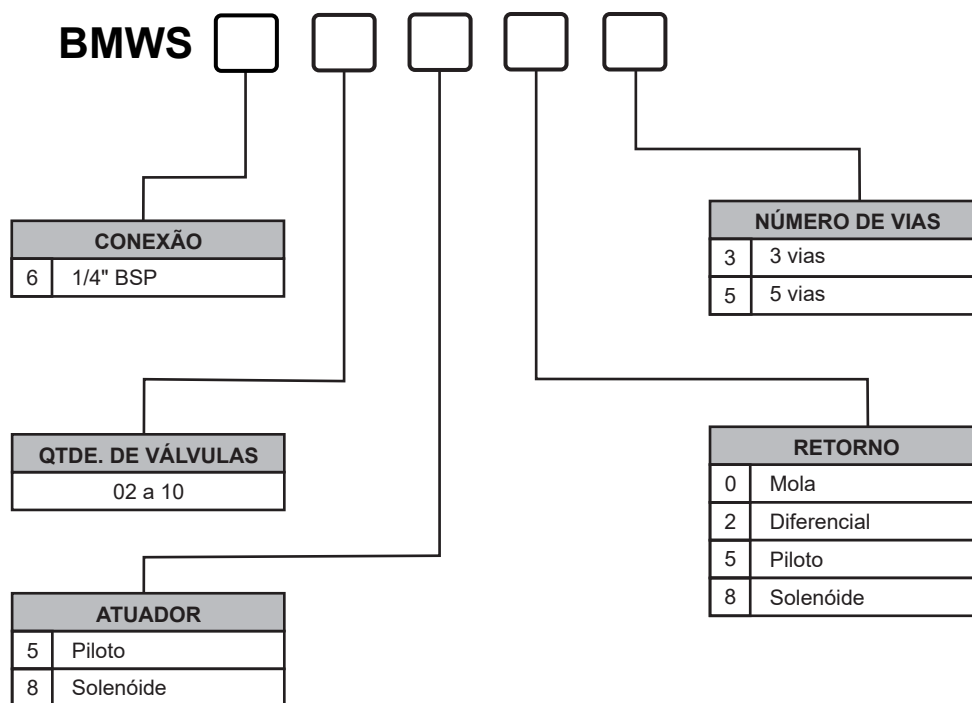 BMWS
CONEXÃO
6 1/4" BSP
QTDE. DE VÁLVULAS
02 a 10
ATUADOR
5 Piloto
8 Solenóide
NÚMERO DE VIAS
3 3 vias
5 5 vias
RETORNO
0 Mola
2 Diferencial
5 Piloto
8 Solenóide